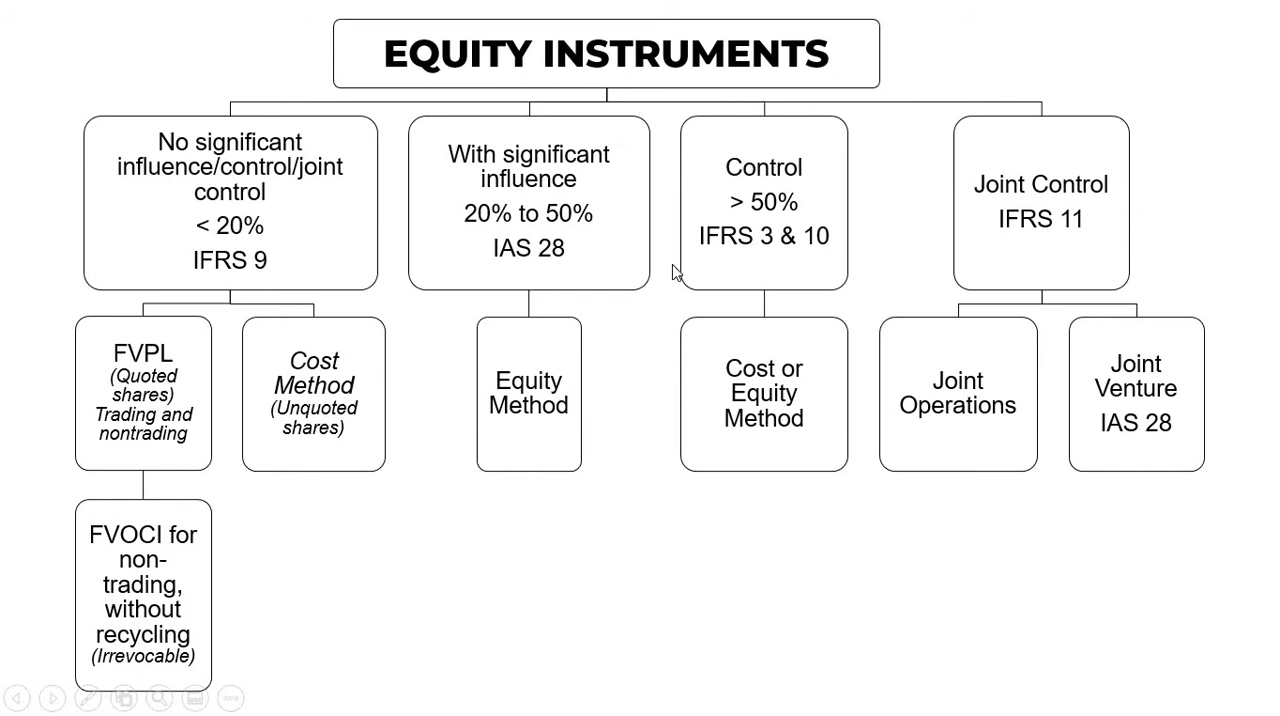 EQUITY INSTRUMENTS
No significant
influence/control/joint
control
< 20%
IFRS 9
With significant
influence
20% to 50%
IAS 28
Control
> 50%
IFRS 3 & 10
Joint Control
IFRS 11
FVPL
(Quoted
shares)
Trading and
nontrading
Cost
Method
(Unquoted
shares)
Equity
Method
Cost or
Equity
Method
Joint
Operations
Joint
Venture
IAS 28
FVOCI for
non-
trading,
without
recycling
(Irrevocable)